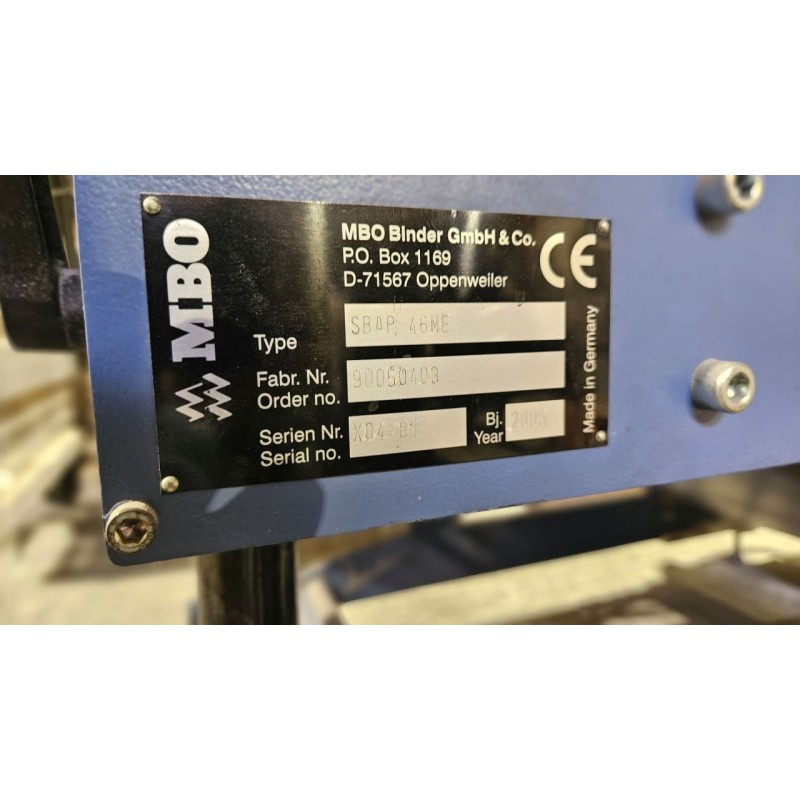 MBO
MBO Binder GmbH & Co.
P.O. Box 1169
D-71567 Oppenweiler
CE
Type SBAP 46ME
Fabr. Nr. 90050403
Order no.
Serien Nr.
Serial no.
Bj. 2005
Year
Made in Germany